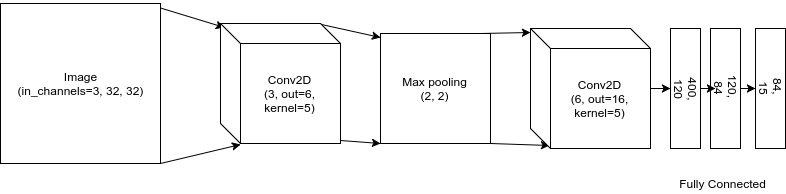 Image
(in_channels=3, 32, 32)
Conv2D
(3, out=6,
kernel=5)
Max pooling
(2, 2)
Conv2D
(6, out=16,
kernel=5)
400,
120
120,
84
84,
15
Fully Connected